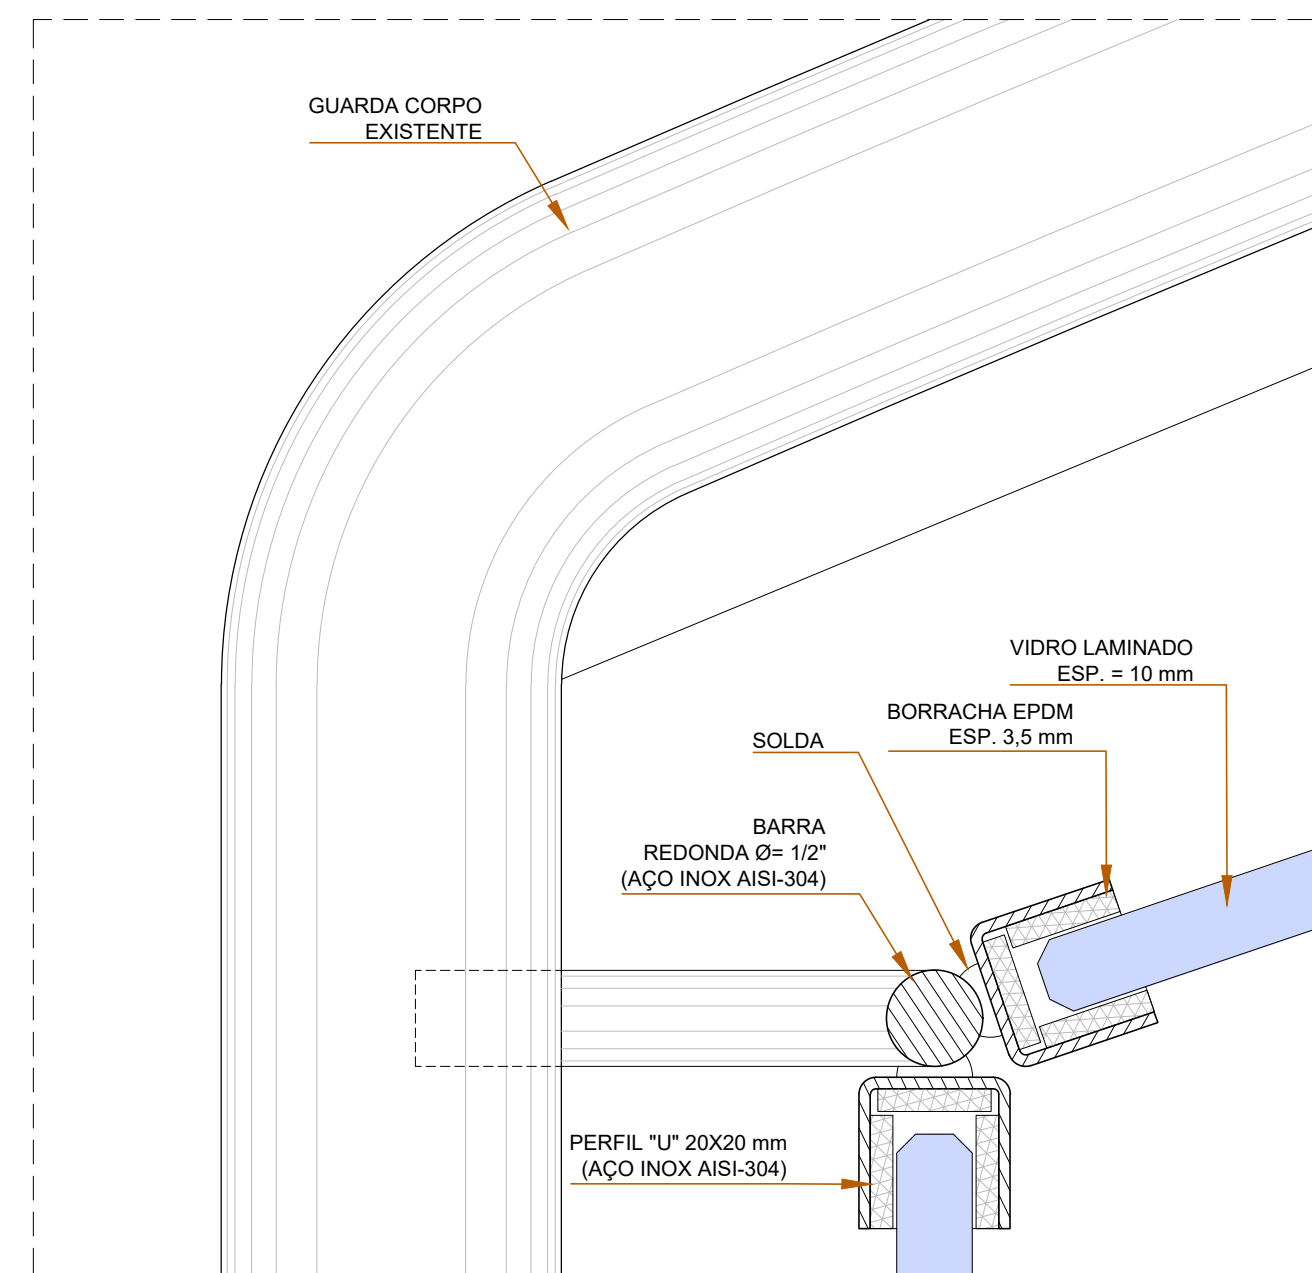 GUARDA CORPO
EXISTENTE
VIDRO LAMINADO
ESP. = 10 mm
BORRACHA EPDM
ESP. 3,5 mm
SOLDA
BARRA
REDONDA Ø= 1/2"
(AÇO INOX AISI-304)
PERFIL "U" 20X20 mm
(AÇO INOX AISI-304)